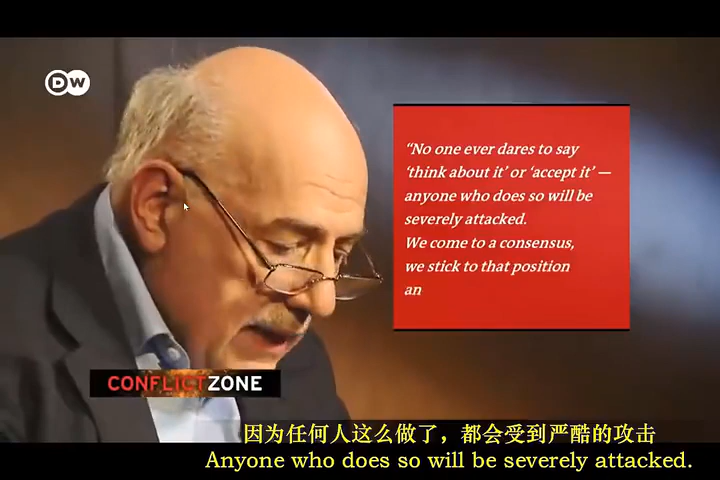 DW
“No one ever dares to say
‘think about it’ or ‘accept it’ —
anyone who does so will be
severely attacked.
We come to a consensus,
we stick to that position
an
CONFLICTZONE
因为任何人这么做了，都会受到严酷的攻击
Anyone who does so will be severely attacked.